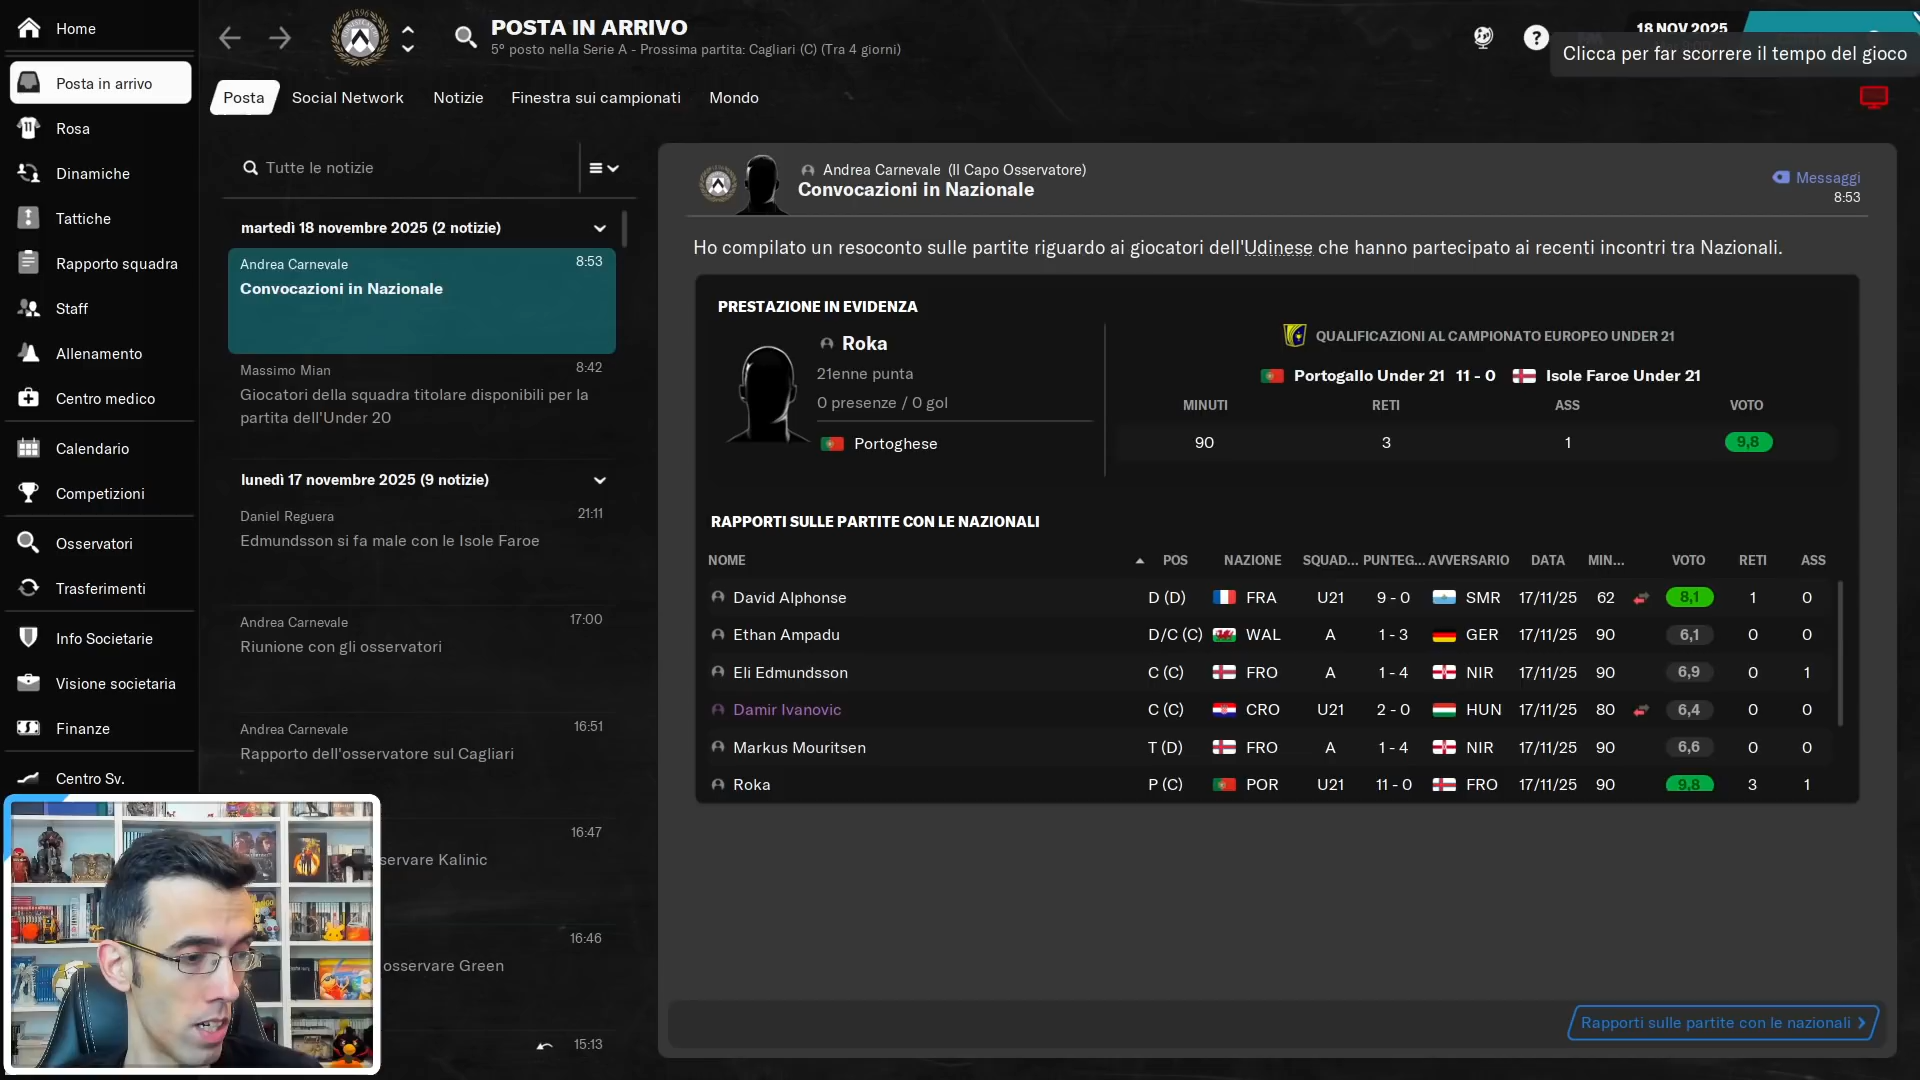 Home
Posta in arrivo
Rosa
Dinamiche
Tattiche
Rapporto squadra
Staff
Allenamento
Centro medico
Calendario
Competizioni
Osservatori
Trasferimenti
Info Societarie
Visione societaria
Finanze
Centro Sv.
POSTA IN ARRIVO
5° posto nella Serie A - Prossima partita: Cagliari (C) (Tra 4 giorni)
18 NOV 2025
Clicca per far scorrere il tempo del gioco
Posta Social Network Notizie Finestra sui campionati Mondo
Tutte le notizie
martedì 18 novembre 2025 (2 notizie)
Andrea Carnevale 8:53
Convocazioni in Nazionale
Massimo Mian 8:42
Giocatori della squadra titolare disponibili per la
partita dell'Under 20
lunedì 17 novembre 2025 (9 notizie)
Daniel Reguera 21:11
Edmundsson si fa male con le Isole Faroe
Andrea Carnevale 17:00
Riunione con gli osservatori
Andrea Carnevale 16:51
Rapporto dell'osservatore sul Cagliari
16:47
servare Kalinic
16:46
osservare Green
15:13
Andrea Carnevale (Il Capo Osservatore)
Convocazioni in Nazionale
Messaggi
8:53
Ho compilato un resoconto sulle partite riguardo ai giocatori dell'Udinese che hanno partecipato ai recenti incontri tra Nazionali.
PRESTAZIONE IN EVIDENZA
Roka
21enne punta
0 presenze / 0 gol
Portoghese
QUALIFICAZIONI AL CAMPIONATO EUROPEO UNDER 21
Portogallo Under 21 11 - 0 Isole Faroe Under 21
MINUTI RETI ASS VOTO
90 3 1 9,8
RAPPORTI SULLE PARTITE CON LE NAZIONALI
NOME POS NAZIONE SQUAD... PUNTEG... AVVERSARIO DATA MIN... VOTO RETI ASS
David Alphonse D (D) FRA U21 9 - 0 SMR 17/11/25 62 8,1 1 0
Ethan Ampadu D/C (C) WAL A 1 - 3 GER 17/11/25 90 6,1 0 0
Eli Edmundsson C (C) FRO A 1 - 4 NIR 17/11/25 90 6,9 0 1
Damir Ivanovic C (C) CRO U21 2 - 0 HUN 17/11/25 80 6,4 0 0
Markus Mouritsen T (D) FRO A 1 - 4 NIR 17/11/25 90 6,6 0 0
Roka P (C) POR U21 11 - 0 FRO 17/11/25 90 9,8 3 1
Rapporti sulle partite con le nazionali